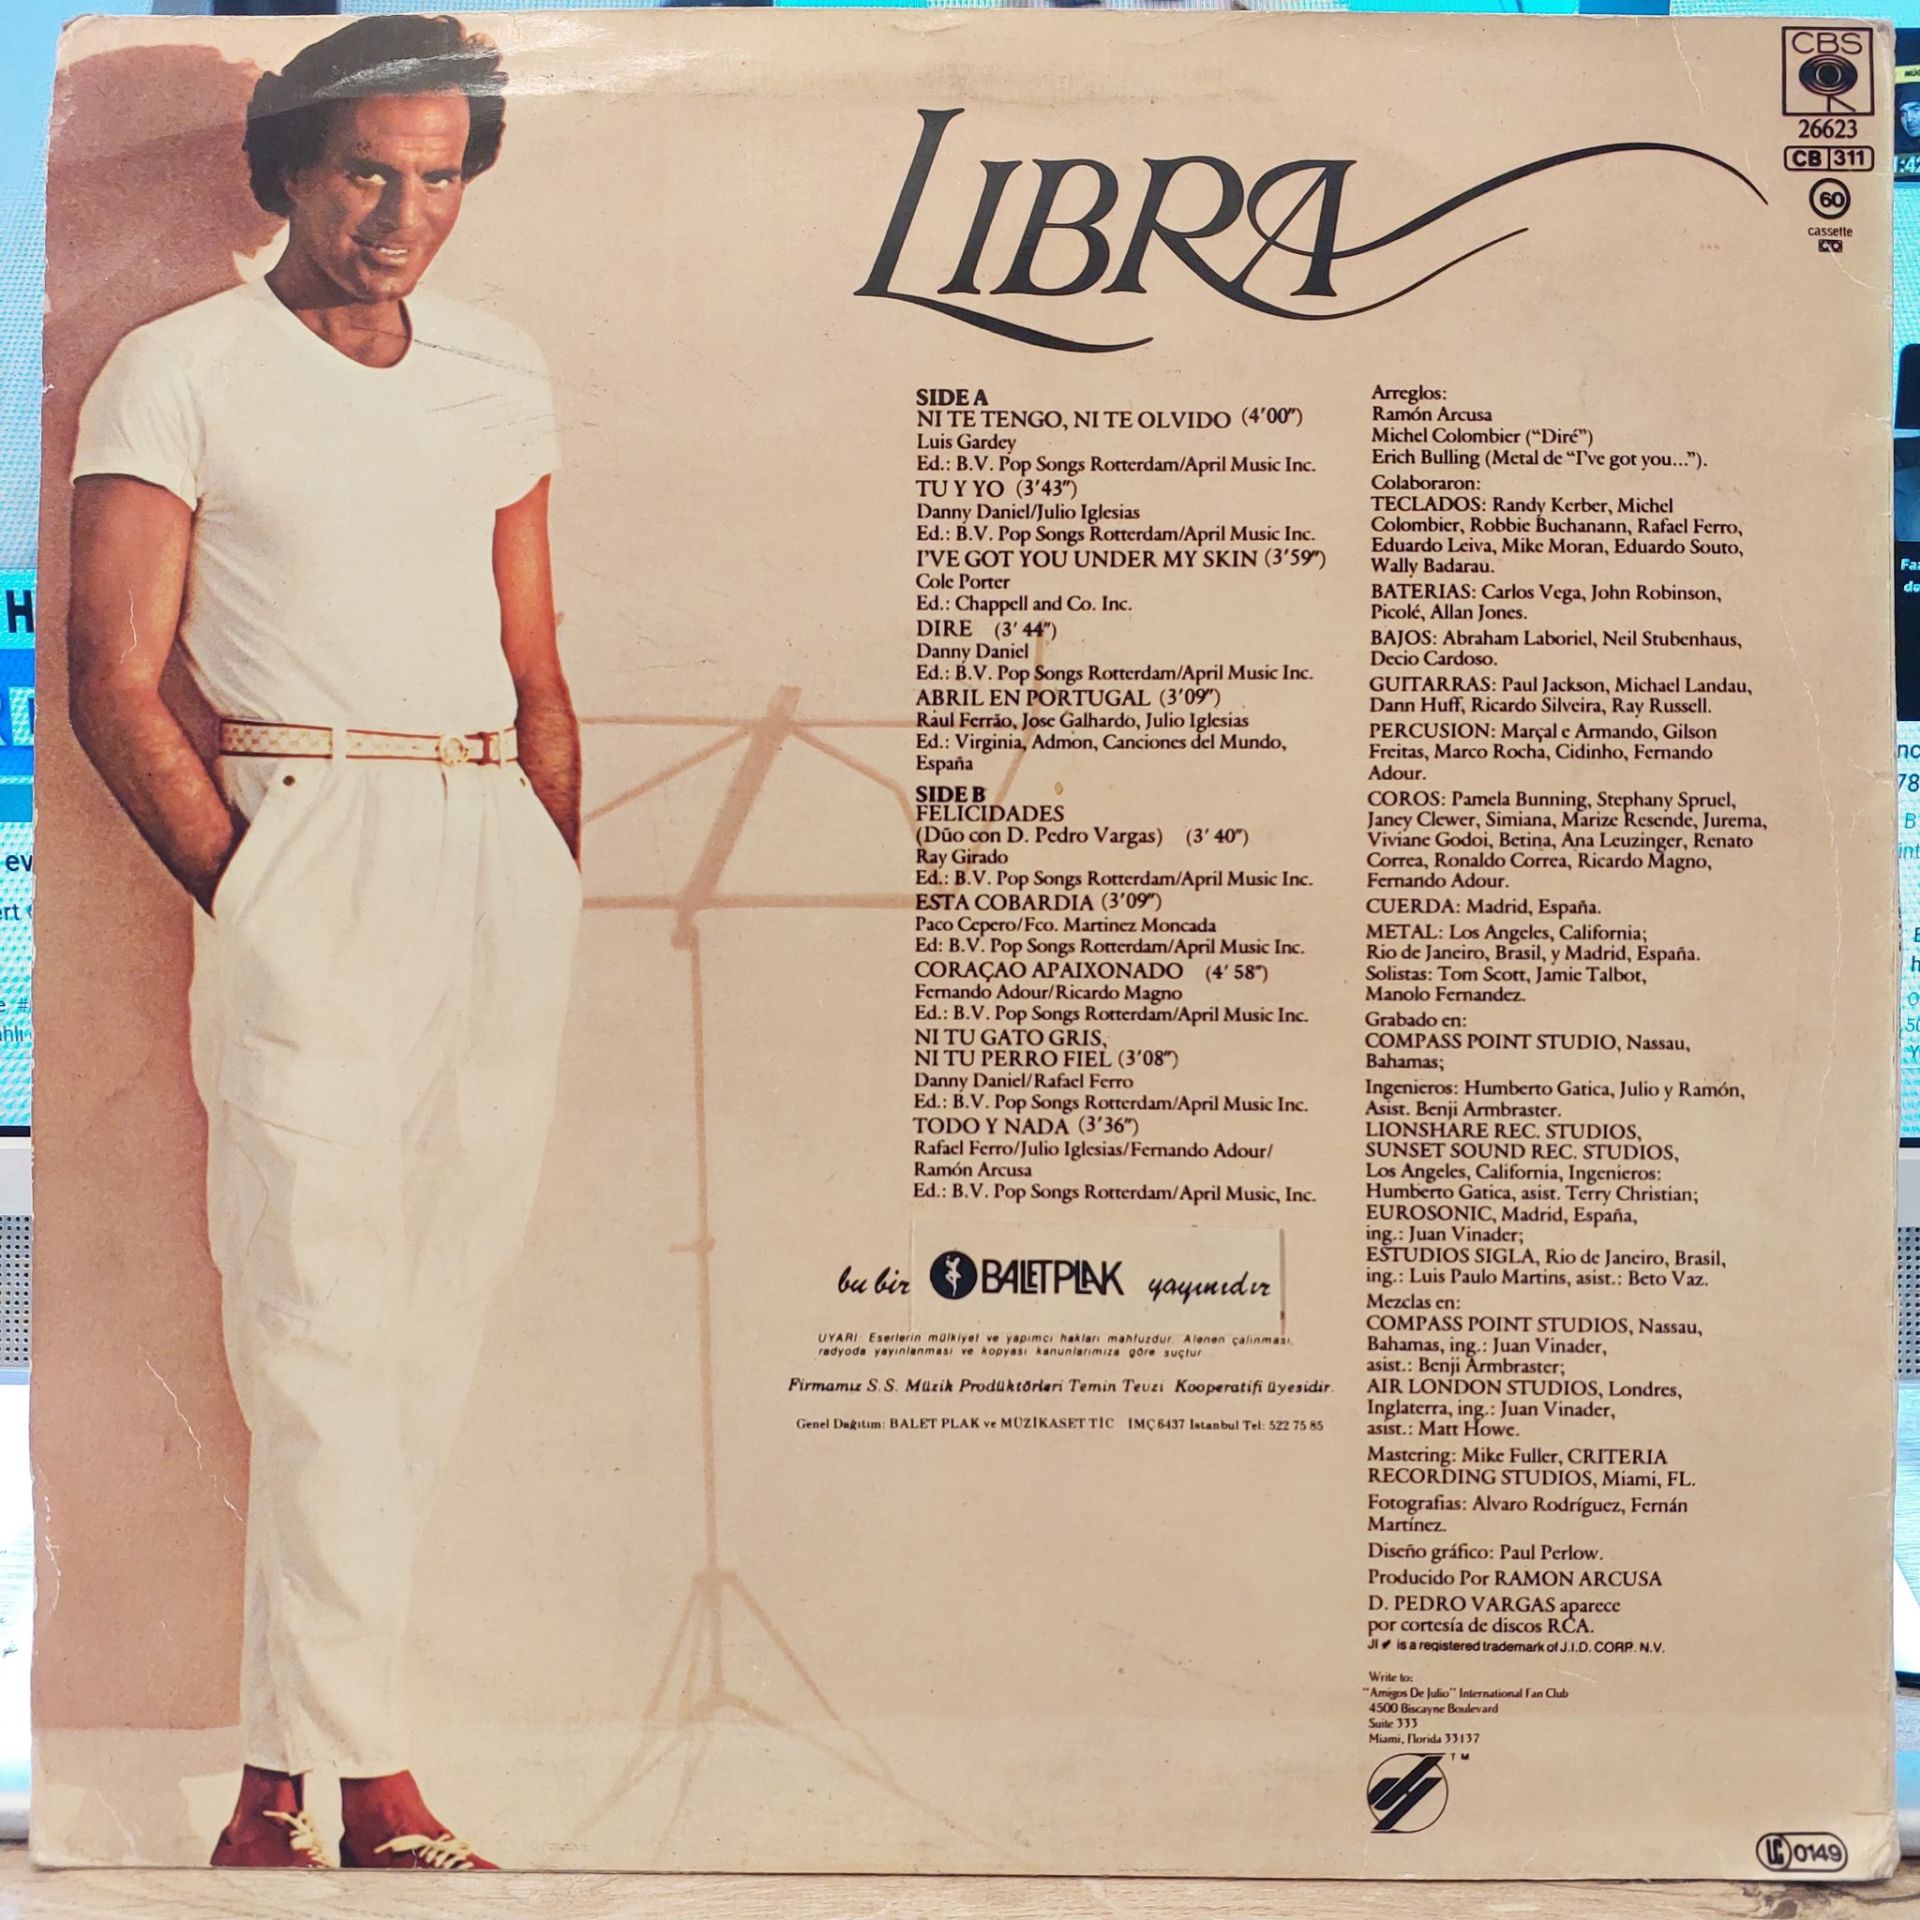 LIBRA
CBS
26623
CB 311
60
cassette
SIDE A
NI TE TENGO, NI TE OLVIDO (4'00")
Luis Gardey
Ed.: B.V. Pop Songs Rotterdam/April Music Inc.
TU Y YO (3'43")
Danny Daniel/Julio Iglesias
Ed.: B.V. Pop Songs Rotterdam/April Music Inc.
I'VE GOT YOU UNDER MY SKIN (3'59")
Cole Porter
Ed.: Chappell and Co. Inc.
DIRE (3' 44")
Danny Daniel
Ed.: B.V. Pop Songs Rotterdam/April Music Inc.
ABRIL EN PORTUGAL (3'09")
Raul Ferrão, Jose Galhardo, Julio Iglesias
Ed.: Virginia, Admon, Canciones del Mundo,
España
SIDE B
FELICIDADES
(Dúo con D. Pedro Vargas) (3' 40")
Ray Girado
Ed.: B.V. Pop Songs Rotterdam/April Music Inc.
ESTA COBARDIA (3'09")
Paco Cepero/Fco. Martinez Moncada
Ed: B.V. Pop Songs Rotterdam/April Music Inc.
CORAÇAO APAIXONADO (4' 58")
Fernando Adour/Ricardo Magno
Ed.: B.V. Pop Songs Rotterdam/April Music Inc.
NI TU GATO GRIS,
NI TU PERRO FIEL (3'08")
Danny Daniel/Rafael Ferro
Ed.: B.V. Pop Songs Rotterdam/April Music Inc.
TODO Y NADA (3'36")
Rafael Ferro/Julio Iglesias/Fernando Adour/
Ramón Arcusa
Ed.: B.V. Pop Songs Rotterdam/April Music, Inc.
bu bir BALET PLAK yayınıdır
UYARI: Eserlerin mülkiyet ve yapımcı hakları mahfuzdur. Alenen çalınması,
radyoda yayınlanması ve kopyası kanunlarımıza göre suçtur.
Firmamız S.S. Müzik Prodüktörleri Temin Tevzi Kooperatifi üyesidir.
Genel Dağıtım: BALET PLAK ve MÜZİKASET TİC İMÇ 6437 İstanbul Tel: 522 75 85
Arreglos:
Ramón Arcusa
Michel Colombier ("Diré")
Erich Bulling (Metal de "I've got you...").
Colaboraron:
TECLADOS: Randy Kerber, Michel
Colombier, Robbie Buchanann, Rafael Ferro,
Eduardo Leiva, Mike Moran, Eduardo Souto,
Wally Badarau.
BATERIAS: Carlos Vega, John Robinson,
Picolé, Allan Jones.
BAJOS: Abraham Laboriel, Neil Stubenhaus,
Decio Cardoso.
GUITARRAS: Paul Jackson, Michael Landau,
Dann Huff, Ricardo Silveira, Ray Russell.
PERCUSION: Marçal e Armando, Gilson
Freitas, Marco Rocha, Cidinho, Fernando
Adour.
COROS: Pamela Bunning, Stephany Spruel,
Janey Clewer, Simiana, Marize Resende, Jurema,
Viviane Godoi, Betina, Ana Leuzinger, Renato
Correa, Ronaldo Correa, Ricardo Magno,
Fernando Adour.
CUERDA: Madrid, España.
METAL: Los Angeles, California;
Rio de Janeiro, Brasil, y Madrid, España.
Solistas: Tom Scott, Jamie Talbot,
Manolo Fernandez.
Grabado en:
COMPASS POINT STUDIO, Nassau,
Bahamas;
Ingenieros: Humberto Gatica, Julio y Ramón,
Asist. Benji Armbraster.
LIONSHARE REC. STUDIOS,
SUNSET SOUND REC. STUDIOS,
Los Angeles, California, Ingenieros:
Humberto Gatica, asist. Terry Christian;
EUROSONIC, Madrid, España,
ing.: Juan Vinader;
ESTUDIOS SIGLA, Rio de Janeiro, Brasil,
ing.: Luis Paulo Martins, asist.: Beto Vaz.
Mezclas en:
COMPASS POINT STUDIOS, Nassau,
Bahamas, ing.: Juan Vinader,
asist.: Benji Armbraster;
AIR LONDON STUDIOS, Londres,
Inglaterra, ing.: Juan Vinader,
asist.: Matt Howe.
Mastering: Mike Fuller, CRITERIA
RECORDING STUDIOS, Miami, FL.
Fotografias: Alvaro Rodríguez, Fernán
Martínez.
Diseño gráfico: Paul Perlow.
Producido Por RAMON ARCUSA
D. PEDRO VARGAS aparece
por cortesía de discos RCA.
JI is a registered trademark of J.I.D. CORP. N.V.
Write to:
"Amigos De Julio" International Fan Club
4500 Biscayne Boulevard
Suite 333
Miami, Florida 33137
TM
LC 0149